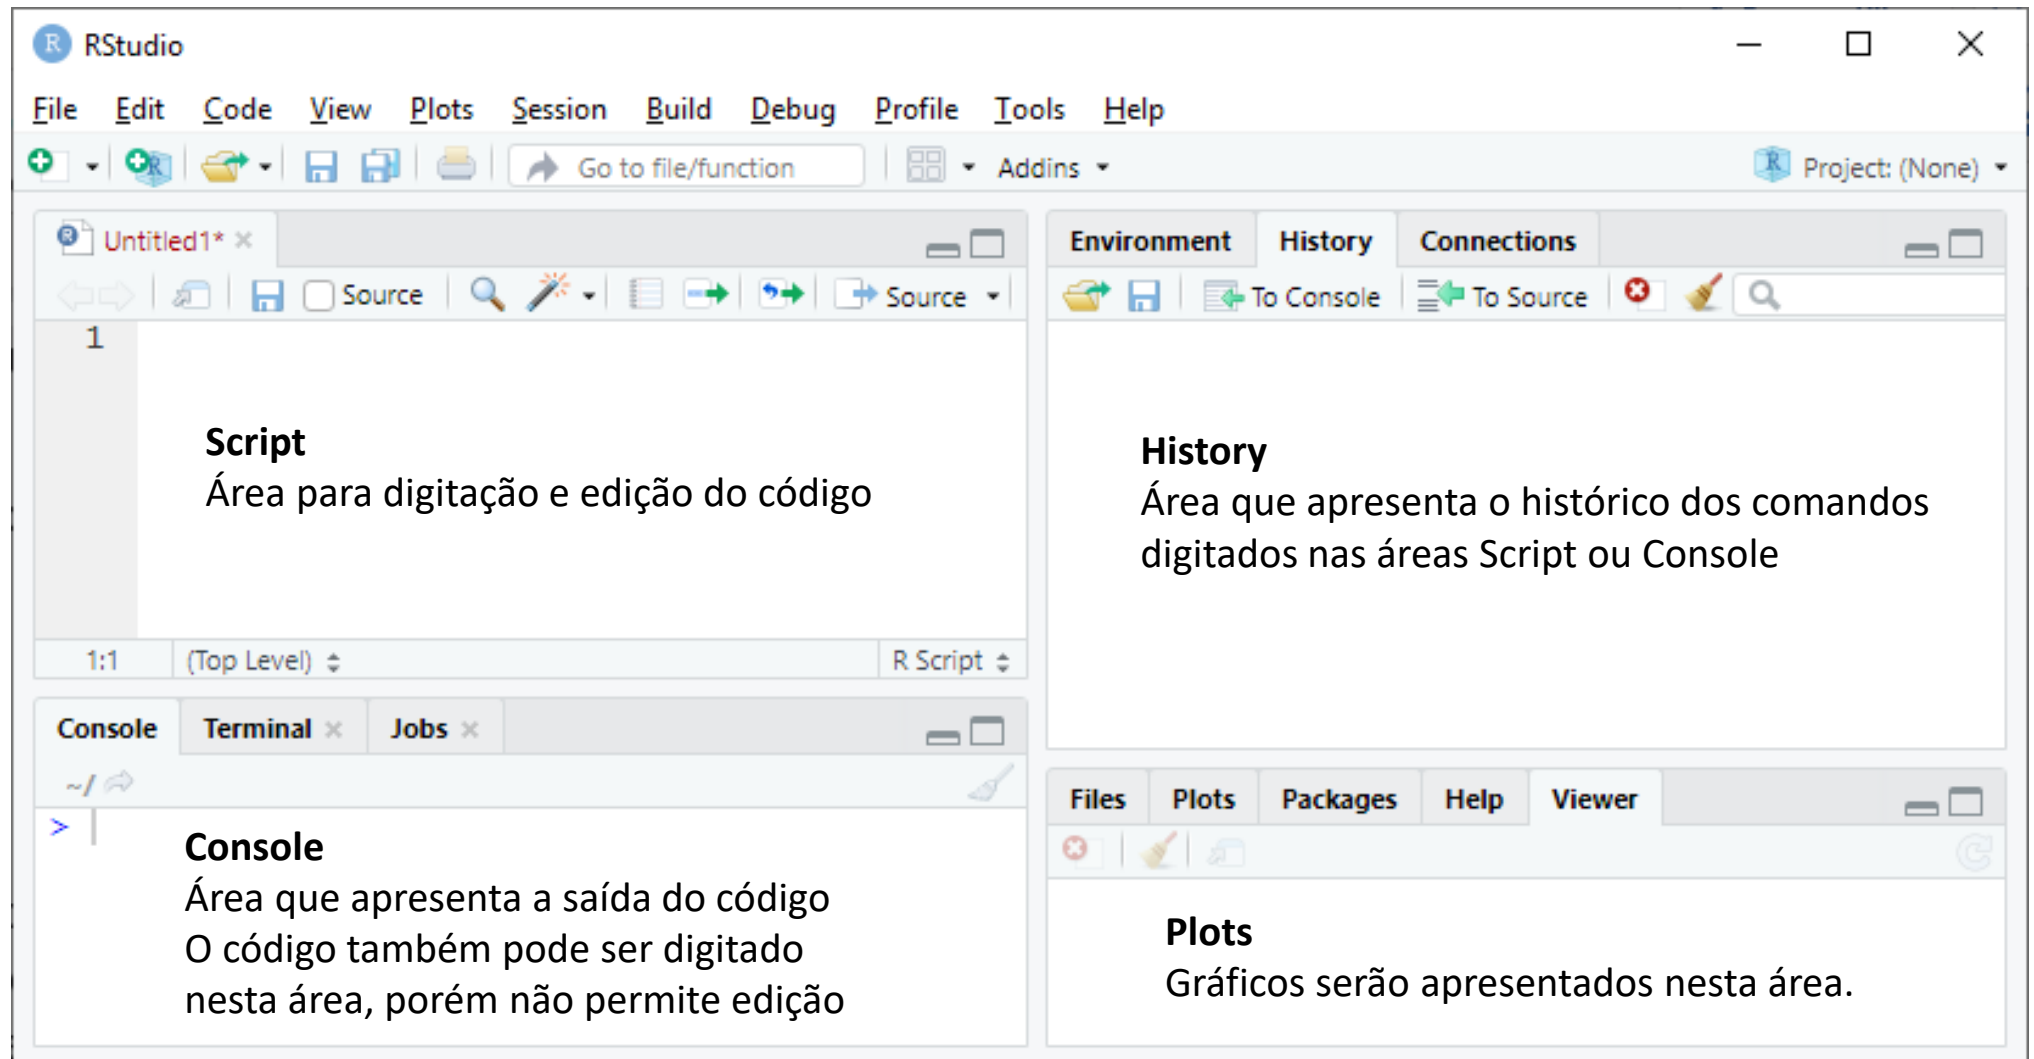 RStudio
File Edit Code View Plots Session Build Debug Profile Tools Help
Go to file/function Addins Project: (None)
Untitled1*
Source Source
1
Script
Área para digitação e edição do código
1:1 (Top Level) R Script
Environment History Connections
To Console To Source
History
Área que apresenta o histórico dos comandos
digitados nas áreas Script ou Console
Console Terminal Jobs
~/
>
Console
Área que apresenta a saída do código
O código também pode ser digitado
nesta área, porém não permite edição
Files Plots Packages Help Viewer
Plots
Gráficos serão apresentados nesta área.